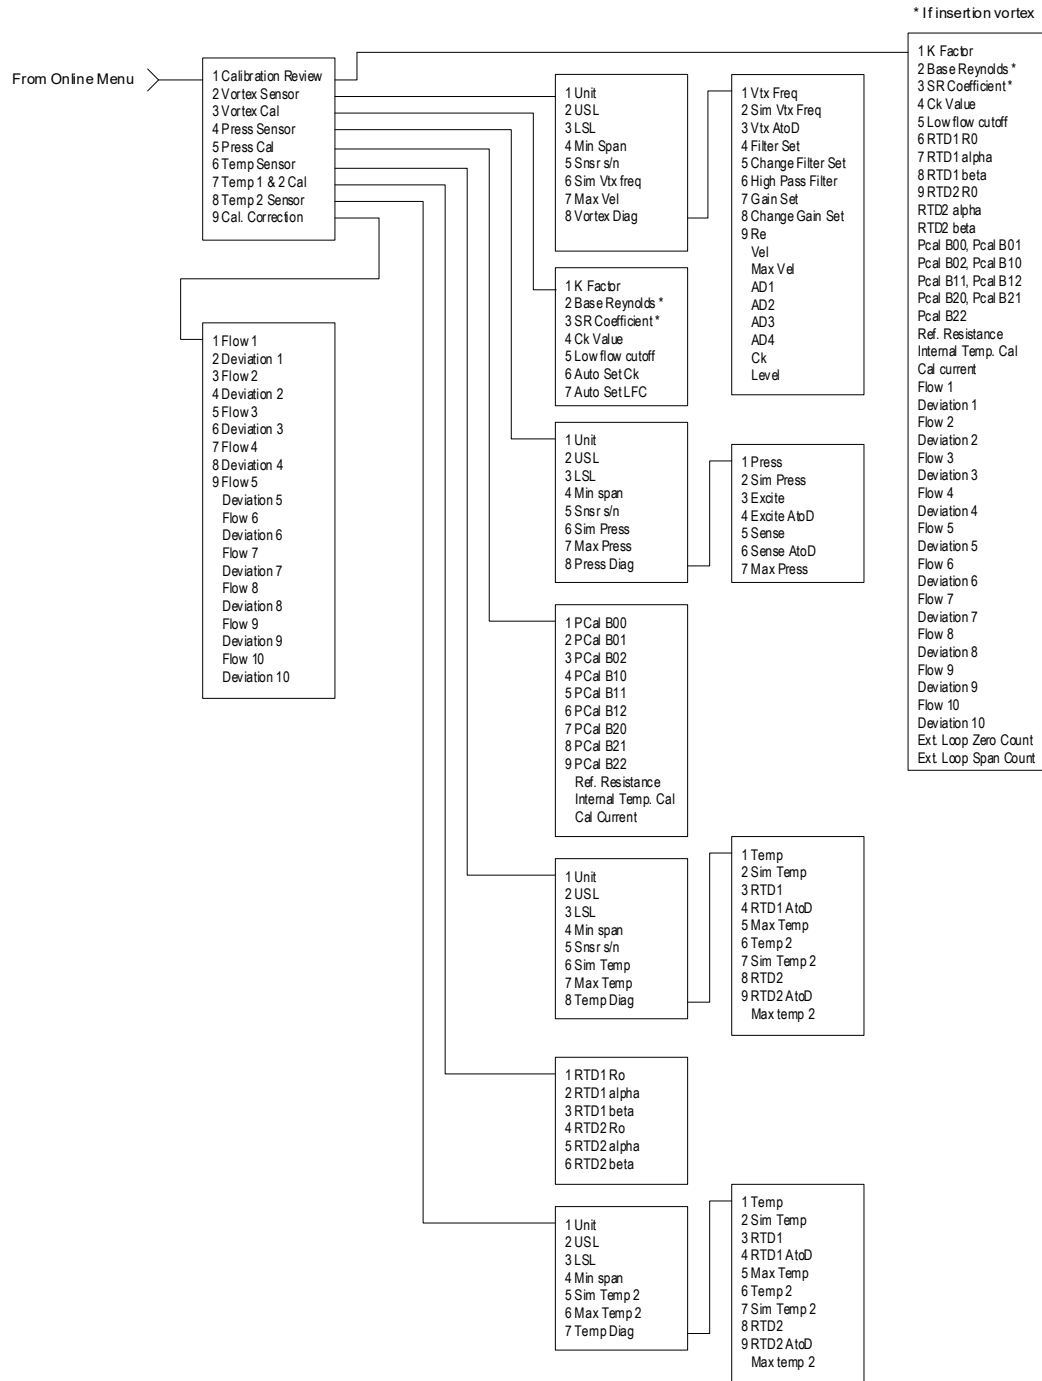 * If insertion vortex
From Online Menu
1 Calibration Review
2 Vortex Sensor
3 Vortex Cal
4 Press Sensor
5 Press Cal
6 Temp Sensor
7 Temp 1 & 2 Cal
8 Temp 2 Sensor
9 Cal. Correction
1 Flow 1
2 Deviation 1
3 Flow 2
4 Deviation 2
5 Flow 3
6 Deviation 3
7 Flow 4
8 Deviation 4
9 Flow 5
Deviation 5
Flow 6
Deviation 6
Flow 7
Deviation 7
Flow 8
Deviation 8
Flow 9
Deviation 9
Flow 10
Deviation 10
1 Unit
2 USL
3 LSL
4 Min Span
5 Snsr s/n
6 Sim Vtx freq
7 Max Vel
8 Vortex Diag
1 Vtx Freq
2 Sim Vtx Freq
3 Vtx AtoD
4 Filter Set
5 Change Filter Set
6 High Pass Filter
7 Gain Set
8 Change Gain Set
9 Re
Vel
Max Vel
AD1
AD2
AD3
AD4
Ck
Level
1 K Factor
2 Base Reynolds *
3 SR Coefficient *
4 Ck Value
5 Low flow cutoff
6 Auto Set Ck
7 Auto Set LFC
1 Unit
2 USL
3 LSL
4 Min span
5 Snsr s/n
6 Sim Press
7 Max Press
8 Press Diag
1 Press
2 Sim Press
3 Excite
4 Excite AtoD
5 Sense
6 Sense AtoD
7 Max Press
1 PCal B00
2 PCal B01
3 PCal B02
4 PCal B10
5 PCal B11
6 PCal B12
7 PCal B20
8 PCal B21
9 PCal B22
Ref. Resistance
Internal Temp. Cal
Cal Current
1 Unit
2 USL
3 LSL
4 Min span
5 Snsr s/n
6 Sim Temp
7 Max Temp
8 Temp Diag
1 Temp
2 Sim Temp
3 RTD1
4 RTD1 AtoD
5 Max Temp
6 Temp 2
7 Sim Temp 2
8 RTD2
9 RTD2 AtoD
Max temp 2
1 RTD1 Ro
2 RTD1 alpha
3 RTD1 beta
4 RTD2 Ro
5 RTD2 alpha
6 RTD2 beta
1 Unit
2 USL
3 LSL
4 Min span
5 Sim Temp 2
6 Max Temp 2
7 Temp Diag
1 Temp
2 Sim Temp
3 RTD1
4 RTD1 AtoD
5 Max Temp
6 Temp 2
7 Sim Temp 2
8 RTD2
9 RTD2 AtoD
Max temp 2
1 K Factor
2 Base Reynolds *
3 SR Coefficient *
4 Ck Value
5 Low flow cutoff
6 RTD1 R0
7 RTD1 alpha
8 RTD1 beta
9 RTD2 R0
RTD2 alpha
RTD2 beta
Pcal B00, Pcal B01
Pcal B02, Pcal B10
Pcal B11, Pcal B12
Pcal B20, Pcal B21
Pcal B22
Ref. Resistance
Internal Temp. Cal
Cal current
Flow 1
Deviation 1
Flow 2
Deviation 2
Flow 3
Deviation 3
Flow 4
Deviation 4
Flow 5
Deviation 5
Flow 6
Deviation 6
Flow 7
Deviation 7
Flow 8
Deviation 8
Flow 9
Deviation 9
Flow 10
Deviation 10
Ext. Loop Zero Count
Ext. Loop Span Count